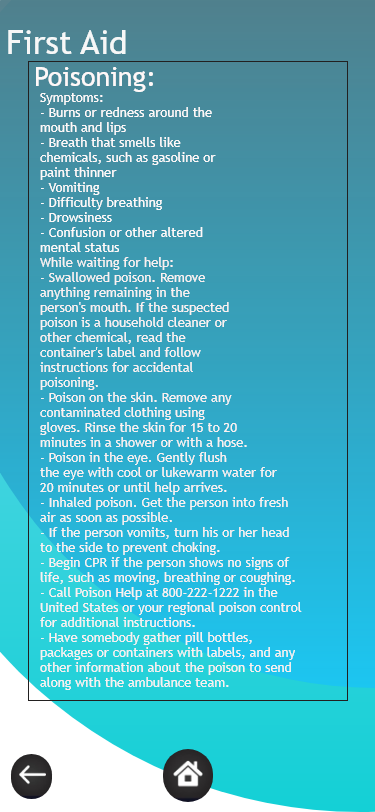 First Aid
Poisoning:
Symptoms:
- Burns or redness around the
mouth and lips
- Breath that smells like
chemicals, such as gasoline or
paint thinner
- Vomiting
- Difficulty breathing
- Drowsiness
- Confusion or other altered
mental status
While waiting for help:
- Swallowed poison. Remove
anything remaining in the
person's mouth. If the suspected
poison is a household cleaner or
other chemical, read the
container's label and follow
instructions for accidental
poisoning.
- Poison on the skin. Remove any
contaminated clothing using
gloves. Rinse the skin for 15 to 20
minutes in a shower or with a hose.
- Poison in the eye. Gently flush
the eye with cool or lukewarm water for
20 minutes or until help arrives.
- Inhaled poison. Get the person into fresh
air as soon as possible.
- If the person vomits, turn his or her head
to the side to prevent choking.
- Begin CPR if the person shows no signs of
life, such as moving, breathing or coughing.
- Call Poison Help at 800-222-1222 in the
United States or your regional poison control
for additional instructions.
- Have somebody gather pill bottles,
packages or containers with labels, and any
other information about the poison to send
along with the ambulance team.